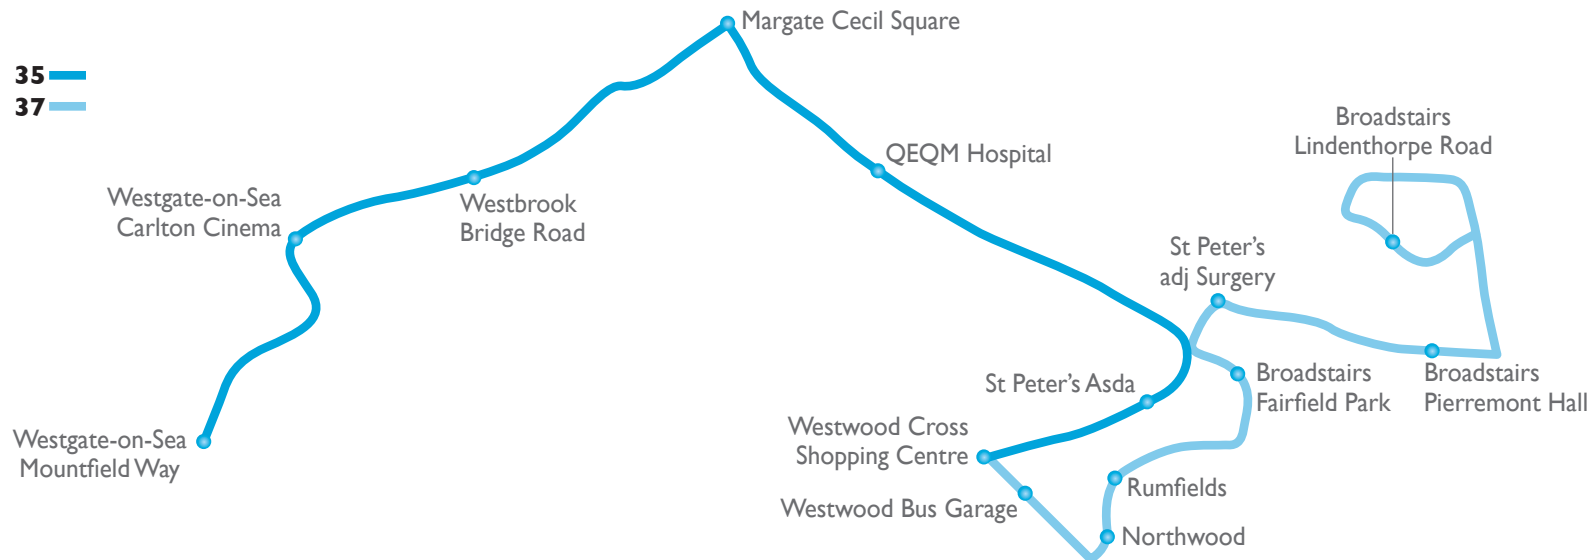 Margate Cecil Square
35
37
Broadstairs
Lindenthorpe Road
QEQM Hospital
Westgate-on-Sea
Carlton Cinema
Westbrook
Bridge Road
St Peter’s
adj Surgery
St Peter’s Asda
Broadstairs
Fairfield Park
Broadstairs
Pierremont Hall
Westgate-on-Sea
Mountfield Way
Westwood Cross
Shopping Centre
Rumfields
Westwood Bus Garage
Northwood